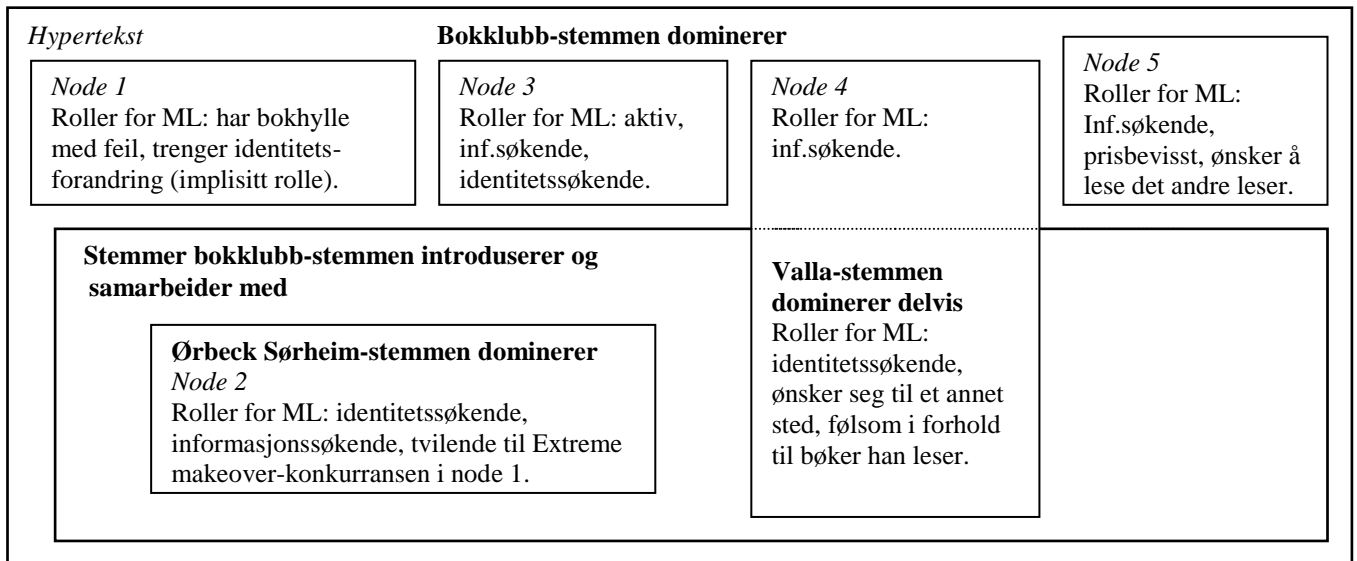 Hypertekst
Bokklubb-stemmen dominerer
Node 1
Roller for ML: har bokhylle
med feil, trenger identitets-
forandring (implisitt rolle).
Node 3
Roller for ML: aktiv,
inf.søkende,
identitetssøkende.
Node 4
Roller for ML:
inf.søkende.
Node 5
Roller for ML:
Inf.søkende,
prisbevisst, ønsker å
lese det andre leser.
Stemmer bokklubb-stemmen introduserer og
samarbeider med
Ørbeck Sørheim-stemmen dominerer
Node 2
Roller for ML: identitetssøkende,
informasjonssøkende, tvilende til Extreme
makeover-konkurransen i node 1.
Valla-stemmen
dominerer delvis
Roller for ML:
identitetssøkende,
ønsker seg til et annet
sted, følsom i forhold
til bøker han leser.